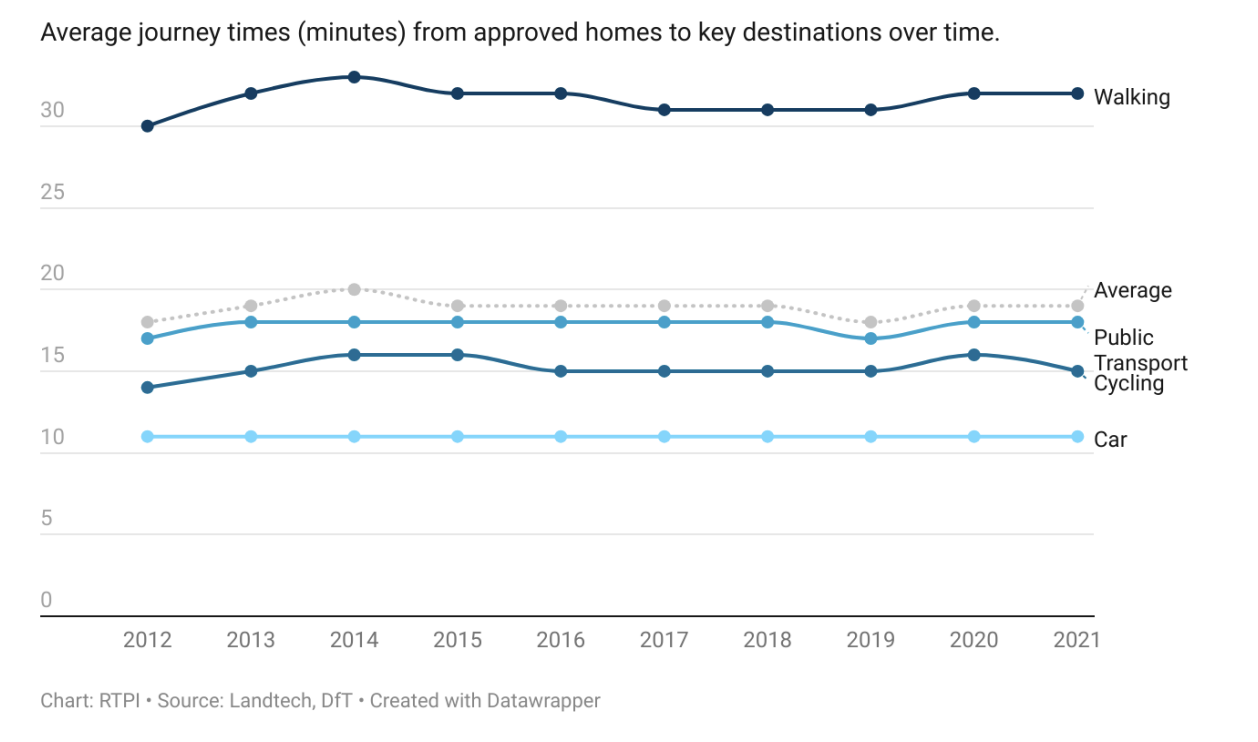 Average journey times (minutes) from approved homes to key destinations over time.
30
Walking
25
20
Average
Public
15
Transport
Cycling
10
Car
5
0
2012 2013 2014 2015 2016 2017 2018 2019 2020 2021
Chart: RTPI • Source: Landtech, DfT • Created with Datawrapper